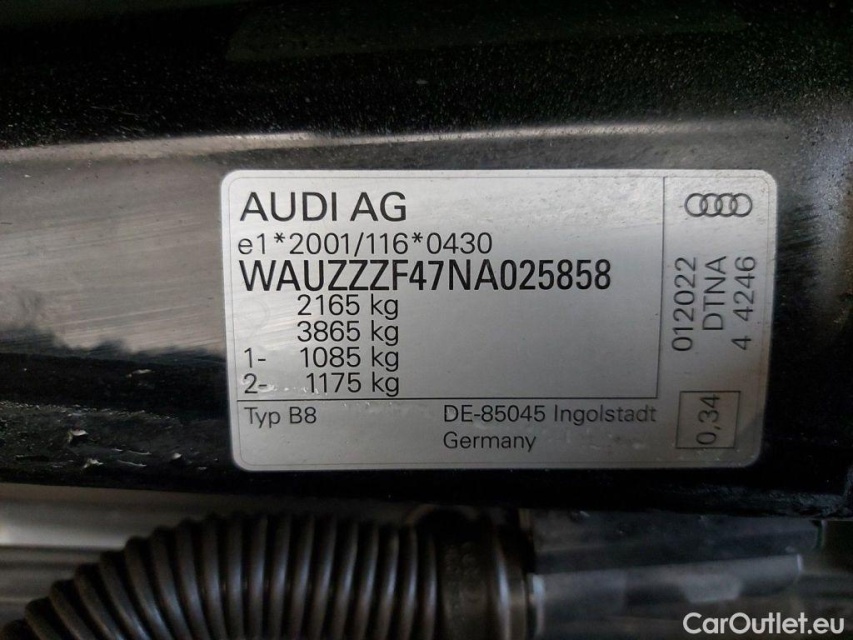 AUDI AG
e1*2001/116*0430
WAUZZZF47NA025858
2165 kg
3865 kg
1- 1085 kg
2- 1175 kg
Typ B8
DE-85045 Ingolstadt
Germany
012022
DTNA
4 4246
0,34
CarOutlet.eu